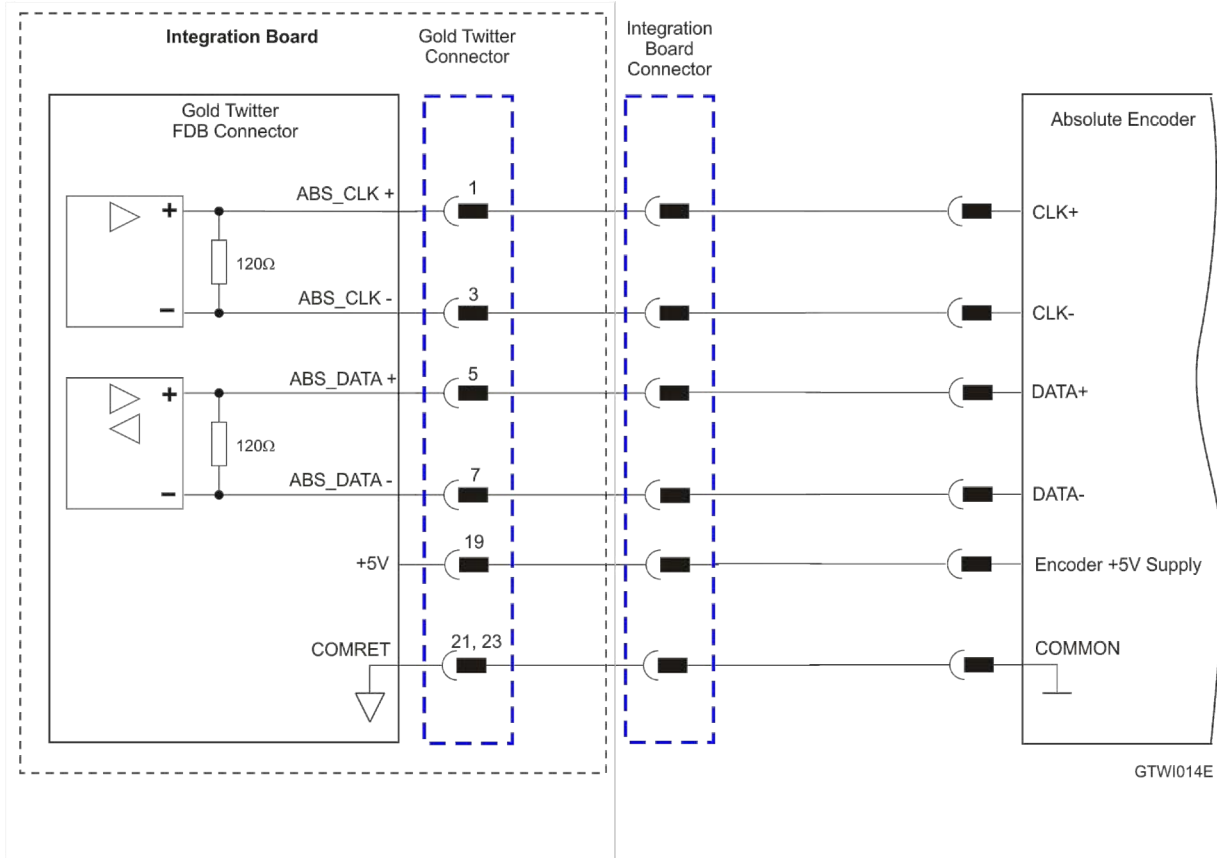 Integration Board
Gold Twitter
Connector
Integration
Board
Connector
Gold Twitter
FDB Connector
Absolute Encoder
ABS_CLK +
1
+
CLK+
120Ω
ABS_CLK -
3
-
CLK-
ABS_DATA +
5
+
DATA+
120Ω
ABS_DATA -
7
-
DATA-
+5V
19
Encoder +5V Supply
COMRET
21, 23
COMMON
GTWI014E